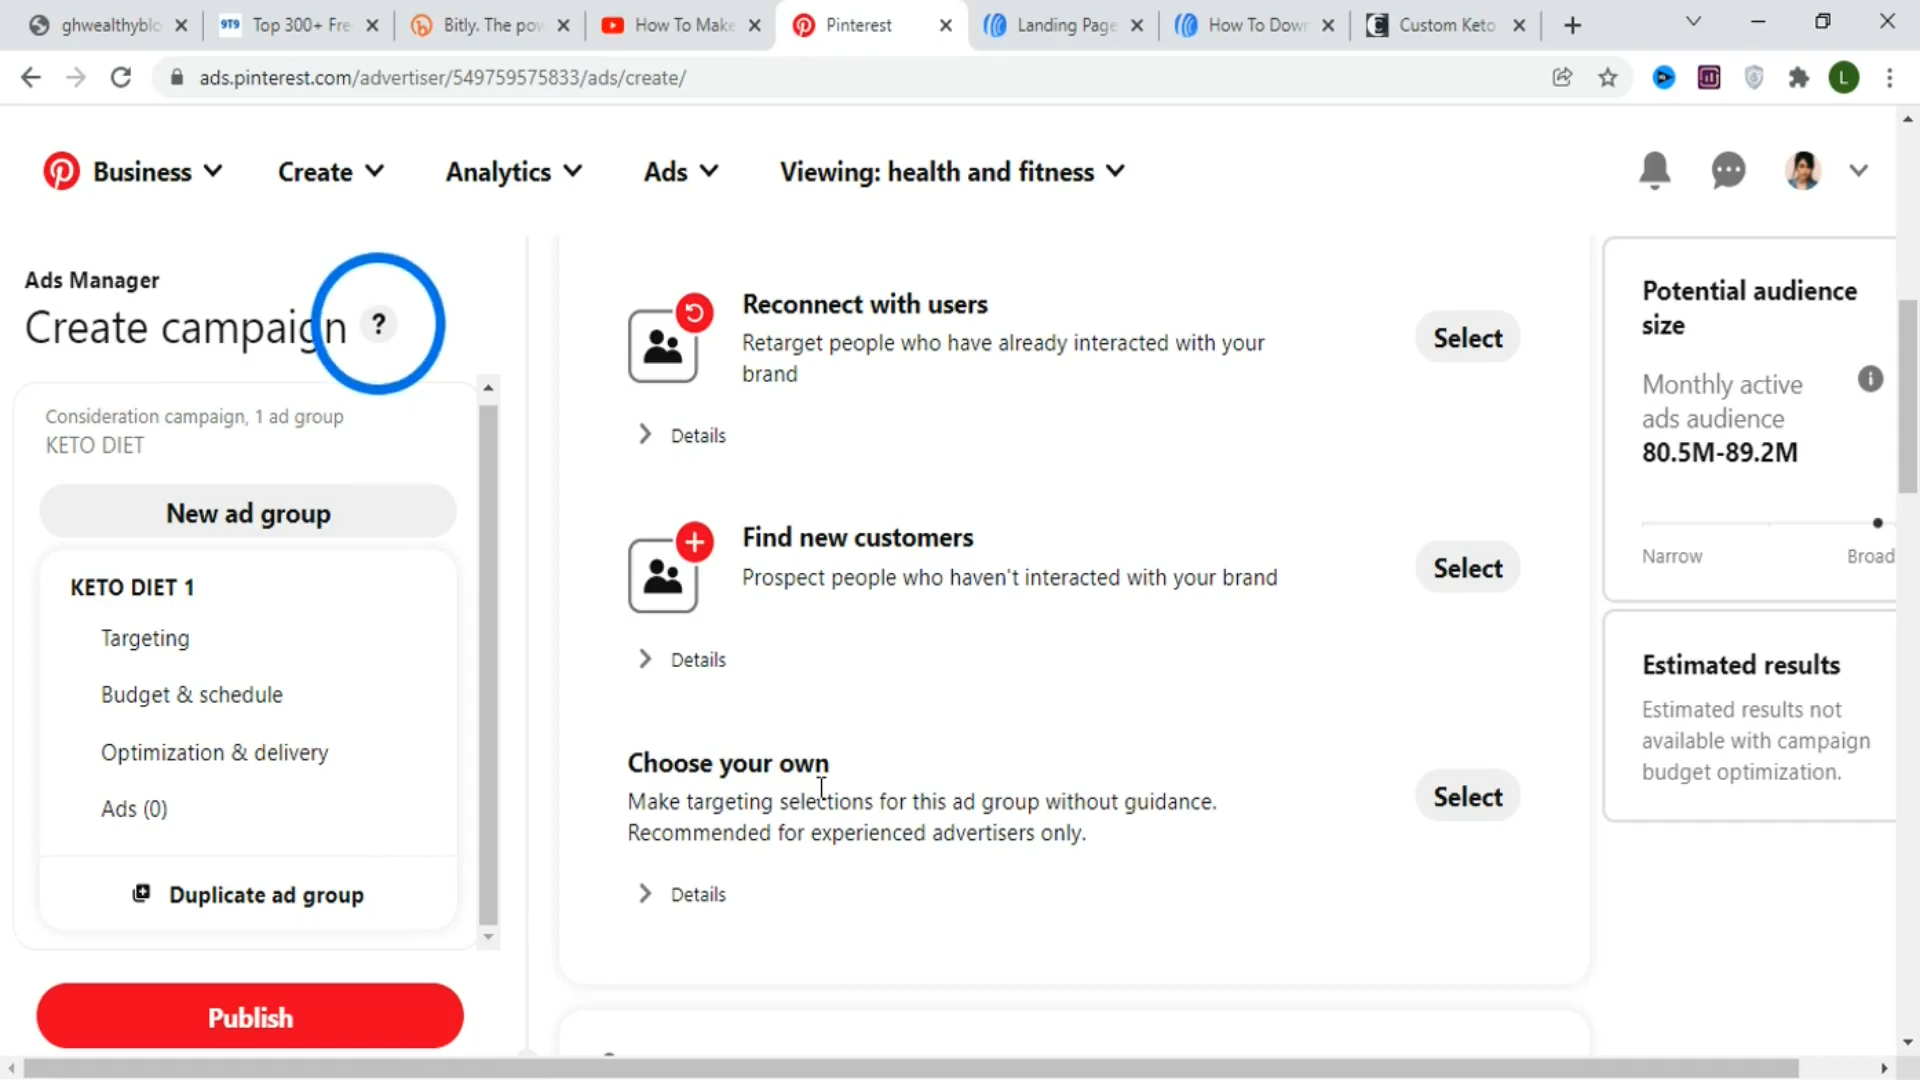 ghwealthyblo
9T9 Top 300+ Fre
Bitly. The pow
How To Make
Pinterest
Landing Page
How To Down
Custom Keto
ads.pinterest.com/advertiser/549759575833/ads/create/
L
Business
Create
Analytics
Ads
Viewing: health and fitness
Ads Manager
Create campaign ?
Consideration campaign, 1 ad group
KETO DIET
New ad group
KETO DIET 1
Targeting
Budget & schedule
Optimization & delivery
Ads (0)
Duplicate ad group
Publish
Reconnect with users
Retarget people who have already interacted with your
brand
Select
Details
Find new customers
Prospect people who haven't interacted with your brand
Select
Details
Choose your own
Make targeting selections for this ad group without guidance.
Recommended for experienced advertisers only.
Select
Details
Potential audience
size
Monthly active
ads audience
80.5M-89.2M
Narrow
Broad
Estimated results
Estimated results not
available with campaign
budget optimization.